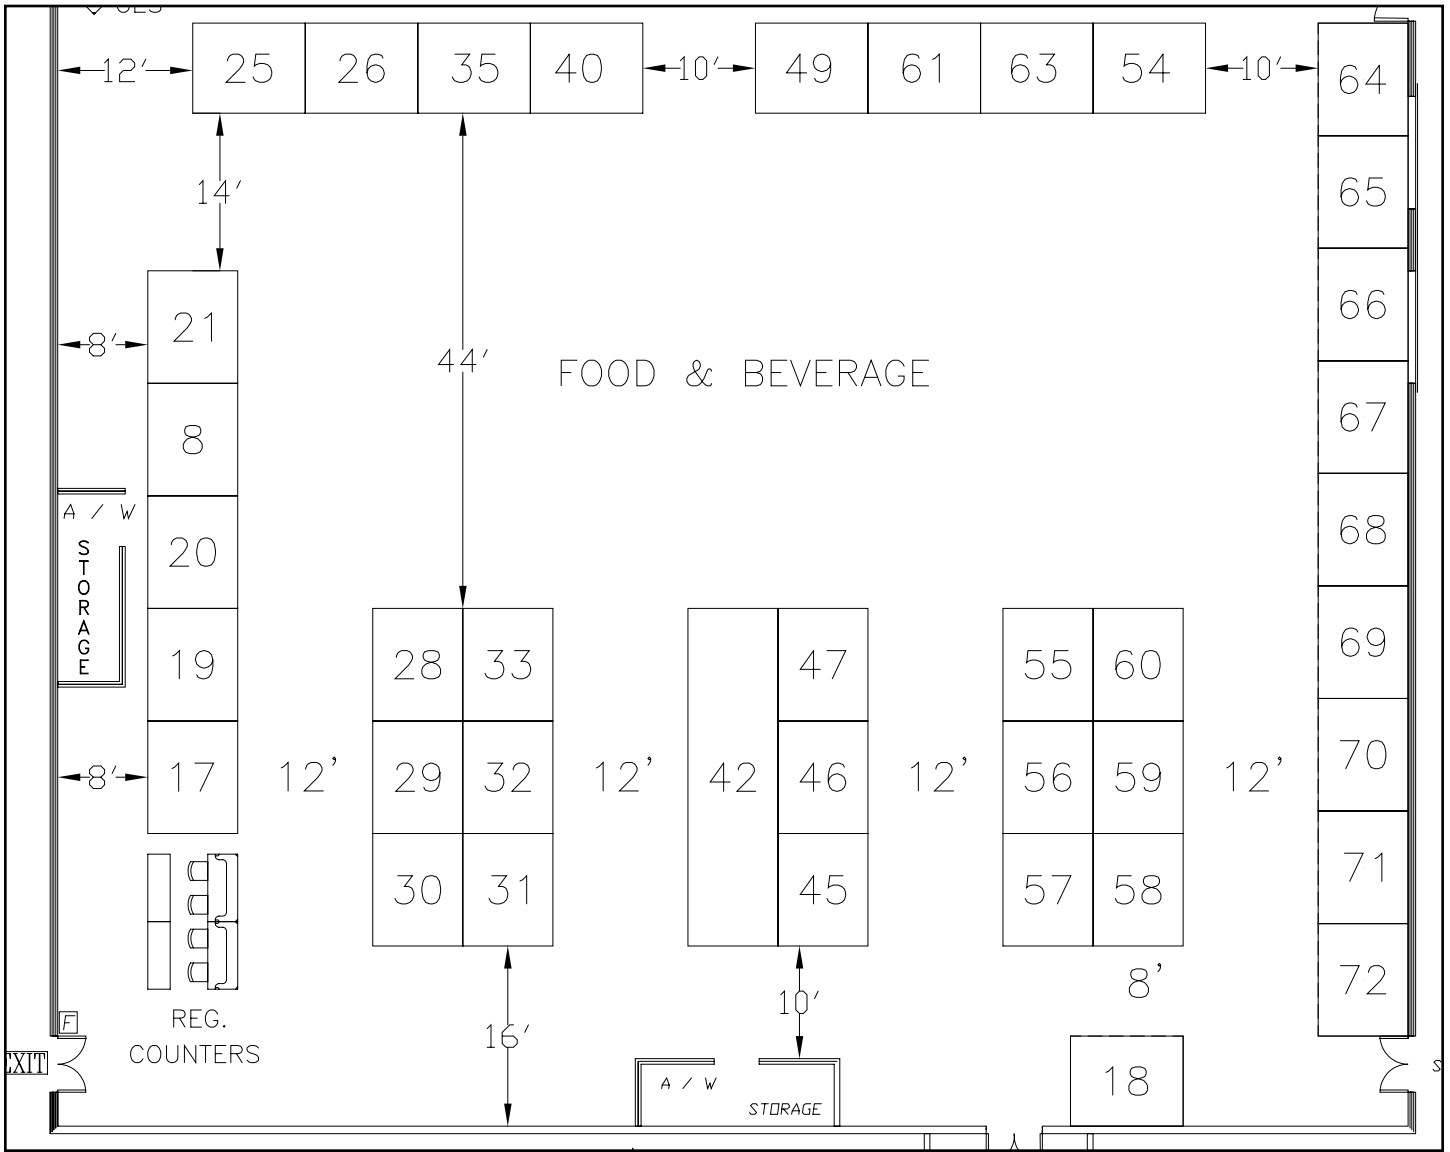 12' 25 26 35 40 10' 49 61 63 54 10' 64
14' 65
21 66
8' 44' FOOD & BEVERAGE
67
8
A / W
STORAGE
20 68
19 28 33 47 55 60 69
8' 17 12' 29 32 12' 42 46 12' 56 59 12' 70
30 31 45 57 58 71
8' 72
10'
F REG. 16'
COUNTERS
EXIT
A / W 18
STORAGE